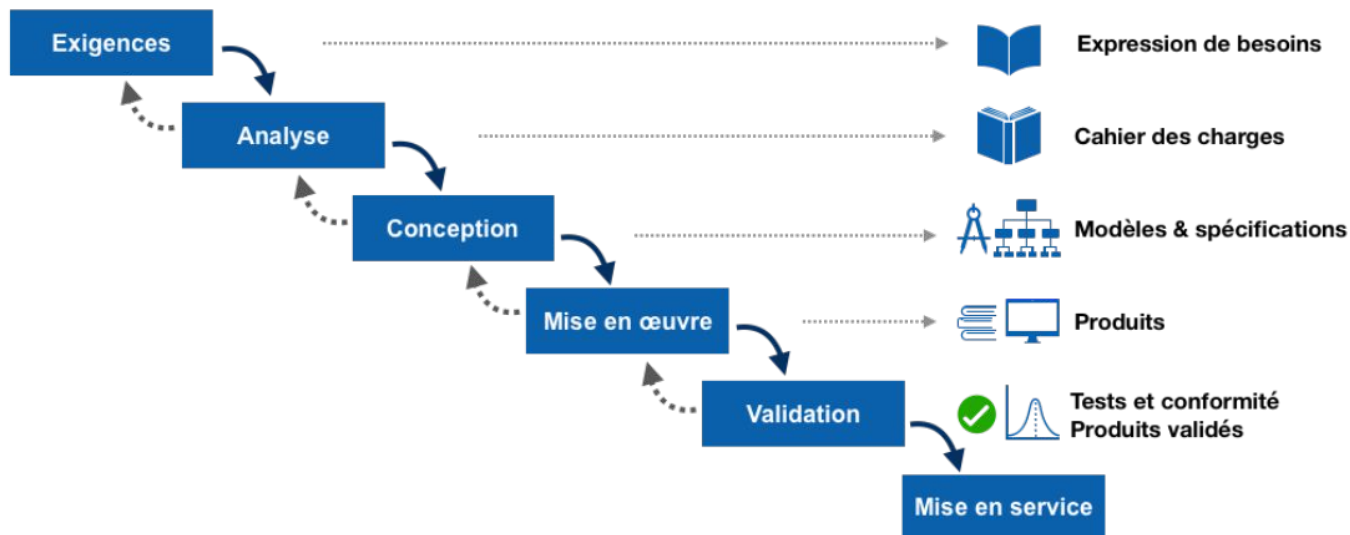 Exigences
Expression de besoins
Analyse
Cahier des charges
Conception
Modèles & spécifications
Mise en œuvre
Produits
Validation
Tests et conformité
Produits validés
Mise en service